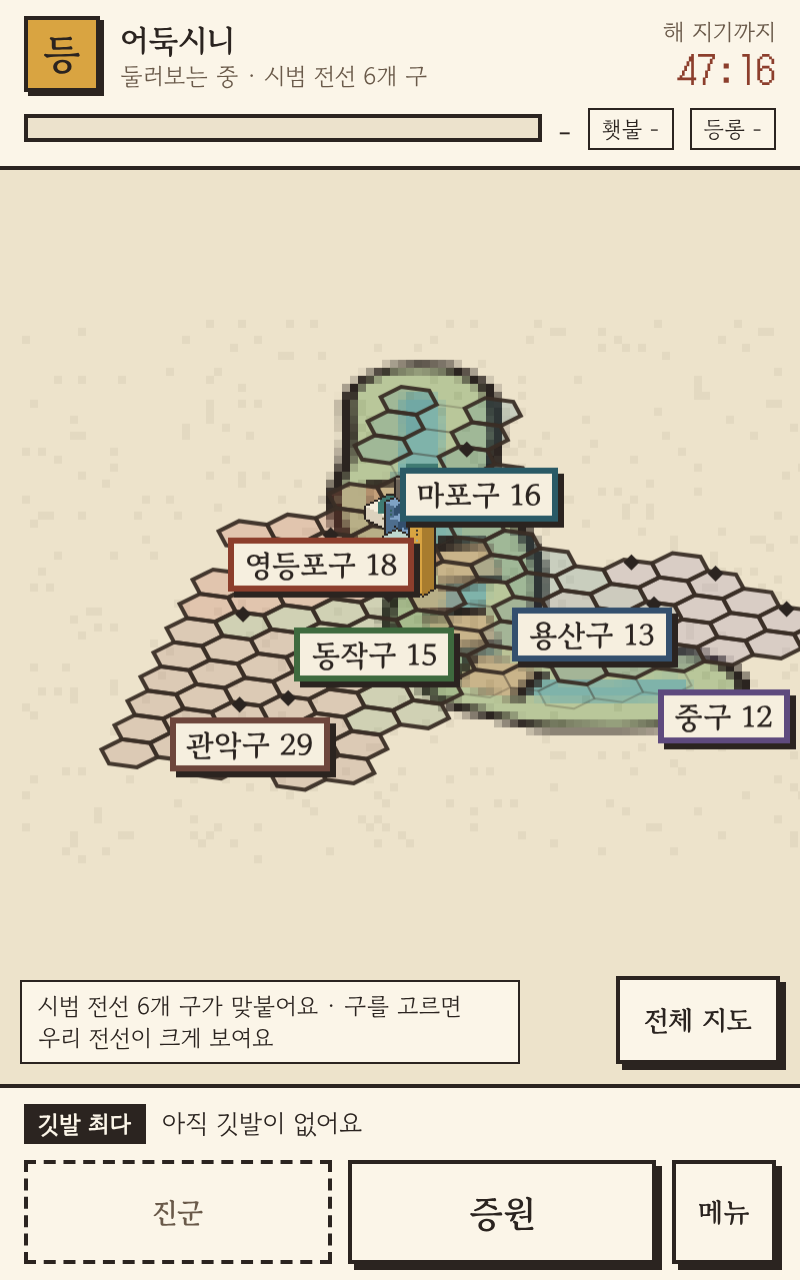 등
어둑시니
둘러보는 중 · 시범 전선 6개 구
해 지기까지
47:16
-
횃불 -
등롱 -
마포구 16
영등포구 18
용산구 13
동작구 15
중구 12
관악구 29
시범 전선 6개 구가 맞붙어요 · 구를 고르면
우리 전선이 크게 보여요
전체 지도
깃발 최다
아직 깃발이 없어요
진군
증원
메뉴